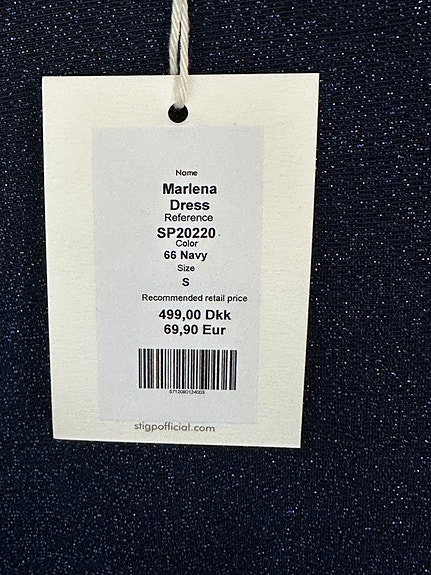 Name
Marlena
Dress
Reference
SP20220
Color
66 Navy
Size
S
Recommended retail price
499,00 Dkk
69,90 Eur
stigpofficial.com